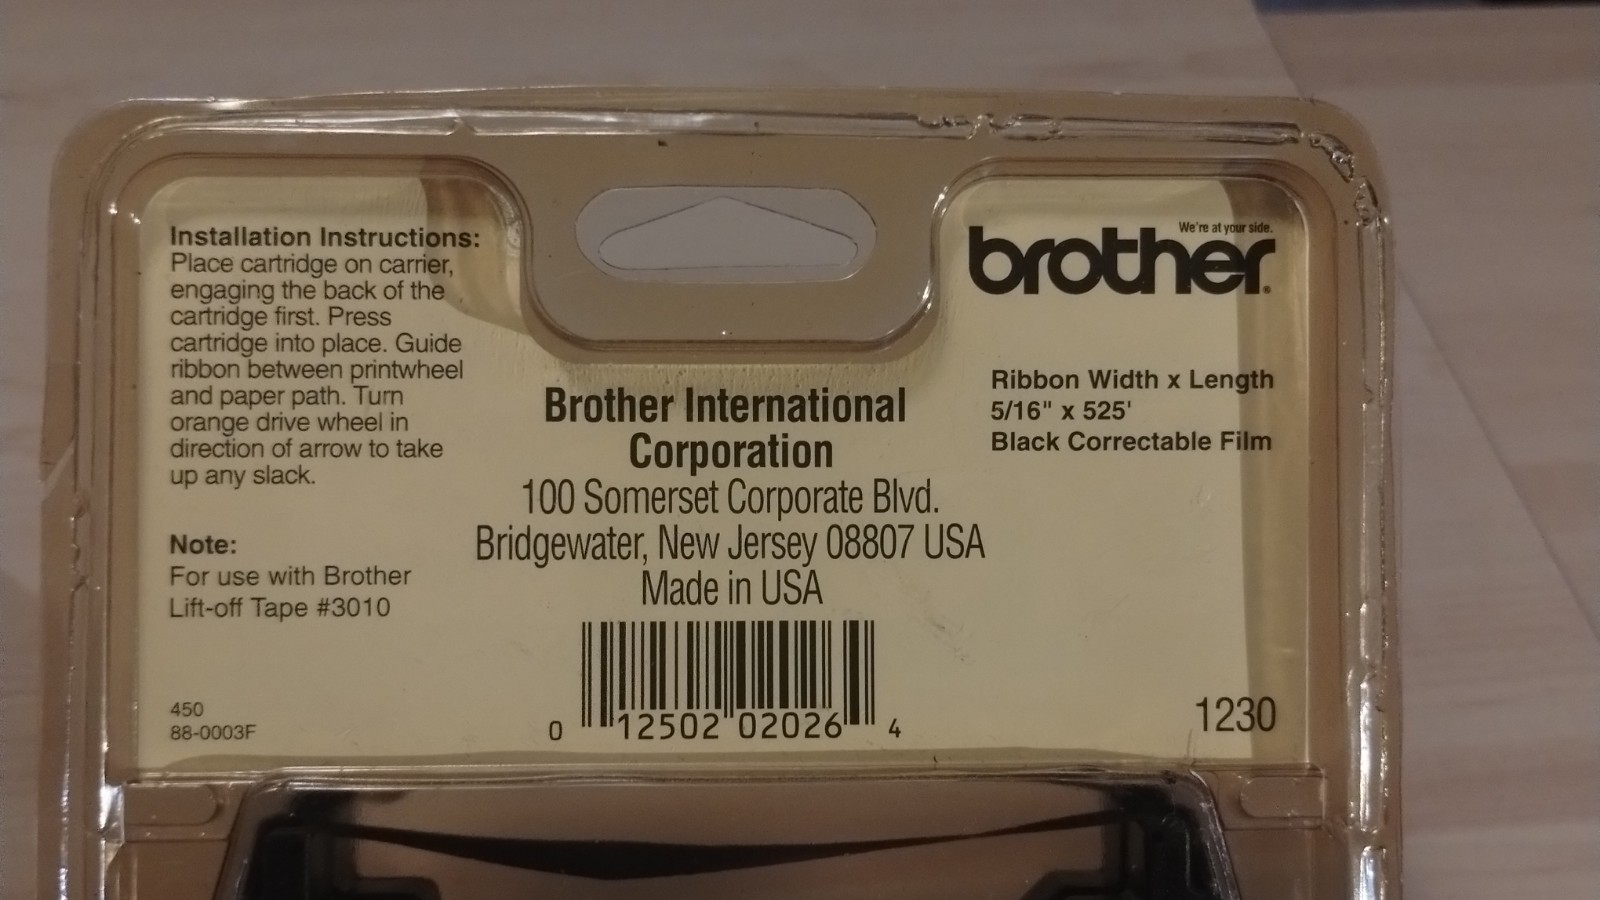 Installation Instructions:
Place cartridge on carrier,
engaging the back of the
cartridge first. Press
cartridge into place. Guide
ribbon between printwheel
and paper path. Turn
orange drive wheel in
direction of arrow to take
up any slack.
Note:
For use with Brother
Lift-off Tape #3010
450
88-0003F
Brother International
Corporation
100 Somerset Corporate Blvd.
Bridgewater, New Jersey 08807 USA
Made in USA
0 12502 02026 4
We're at your side.
brother®
Ribbon Width x Length
5/16" x 525'
Black Correctable Film
1230